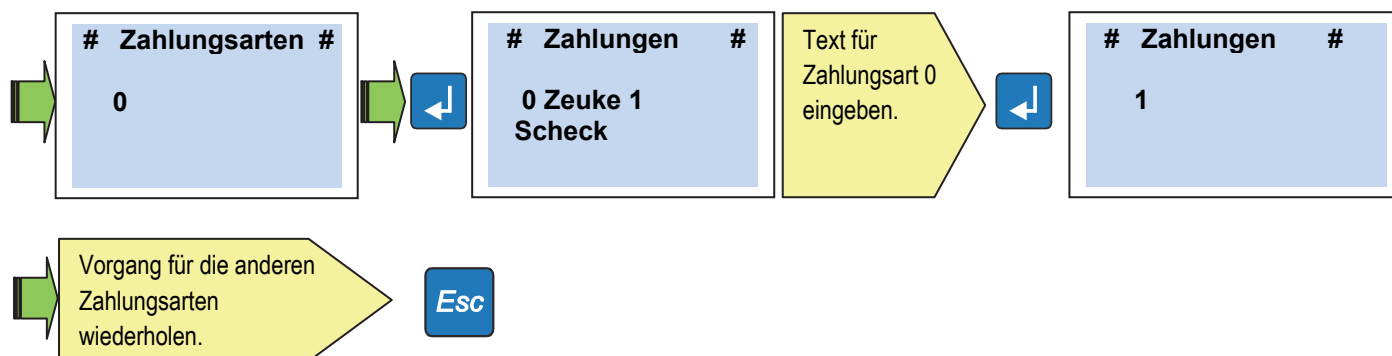 # Zahlungsarten #
0
# Zahlungen #
0 Zeuke 1
Scheck
Text für
Zahlungsart 0
eingeben.
# Zahlungen #
1
Vorgang für die anderen
Zahlungsarten
wiederholen.
Esc